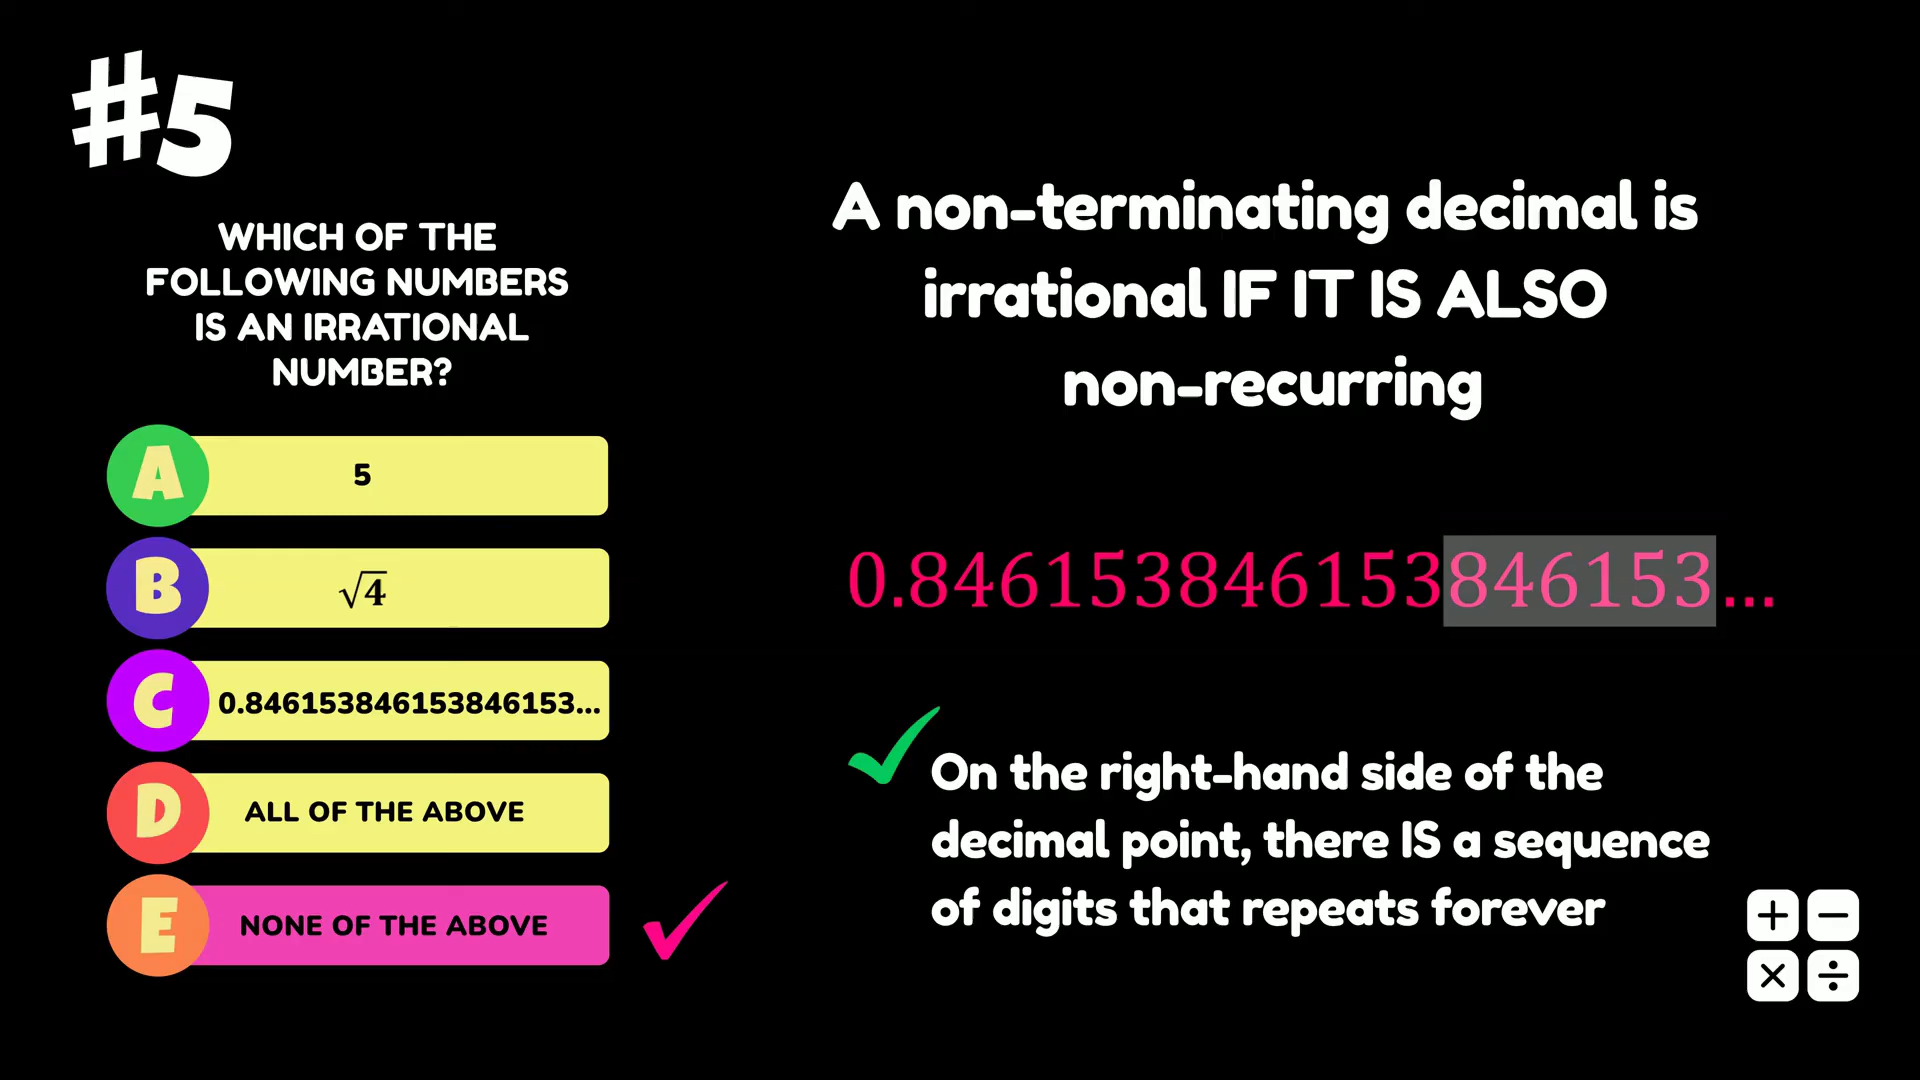 #5
WHICH OF THE
FOLLOWING NUMBERS
IS AN IRRATIONAL
NUMBER?
A 5
B √4
C 0.846153846153846153...
D ALL OF THE ABOVE
E NONE OF THE ABOVE
A non-terminating decimal is
irrational IF IT IS ALSO
non-recurring
0.846153846153846153...
On the right-hand side of the
decimal point, there IS a sequence
of digits that repeats forever
+ −
× ÷